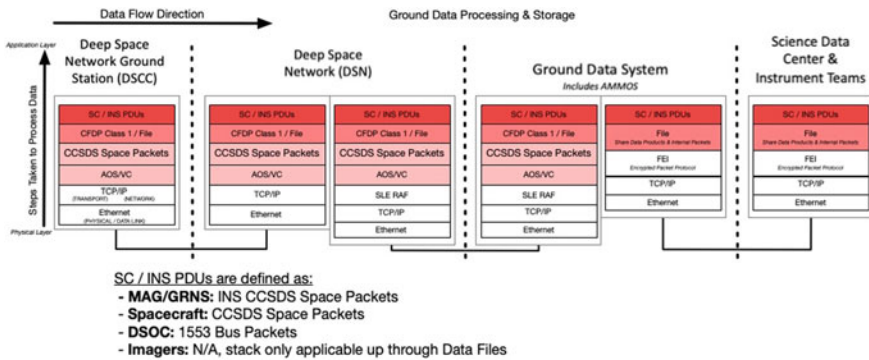 Data Flow Direction
Ground Data Processing & Storage
Application Layer
Steps Taken to Process Data
Physical Layer
Deep Space
Network Ground
Station (DSCC)
SC / INS PDUs
CFDP Class 1 / File
CCSDS Space Packets
AOS/VC
TCP/IP
(TRANSPORT) (NETWORK)
Ethernet
(PHYSICAL / DATA LINK)
Deep Space
Network (DSN)
SC / INS PDUs
CFDP Class 1 / File
CCSDS Space Packets
AOS/VC
TCP/IP
Ethernet
SC / INS PDUs
CFDP Class 1 / File
CCSDS Space Packets
AOS/VC
SLE RAF
TCP/IP
Ethernet
Ground Data System
Includes AMMOS
SC / INS PDUs
CFDP Class 1 / File
CCSDS Space Packets
AOS/VC
SLE RAF
TCP/IP
Ethernet
SC / INS PDUs
File
Share Data Products & Internal Packets
FEI
Encrypted Packet Protocol
TCP/IP
Ethernet
Science Data
Center &
Instrument Teams
SC / INS PDUs
File
Share Data Products & Internal Packets
FEI
Encrypted Packet Protocol
TCP/IP
Ethernet
SC / INS PDUs are defined as:
- MAG/GRNS: INS CCSDS Space Packets
- Spacecraft: CCSDS Space Packets
- DSOC: 1553 Bus Packets
- Imagers: N/A, stack only applicable up through Data Files